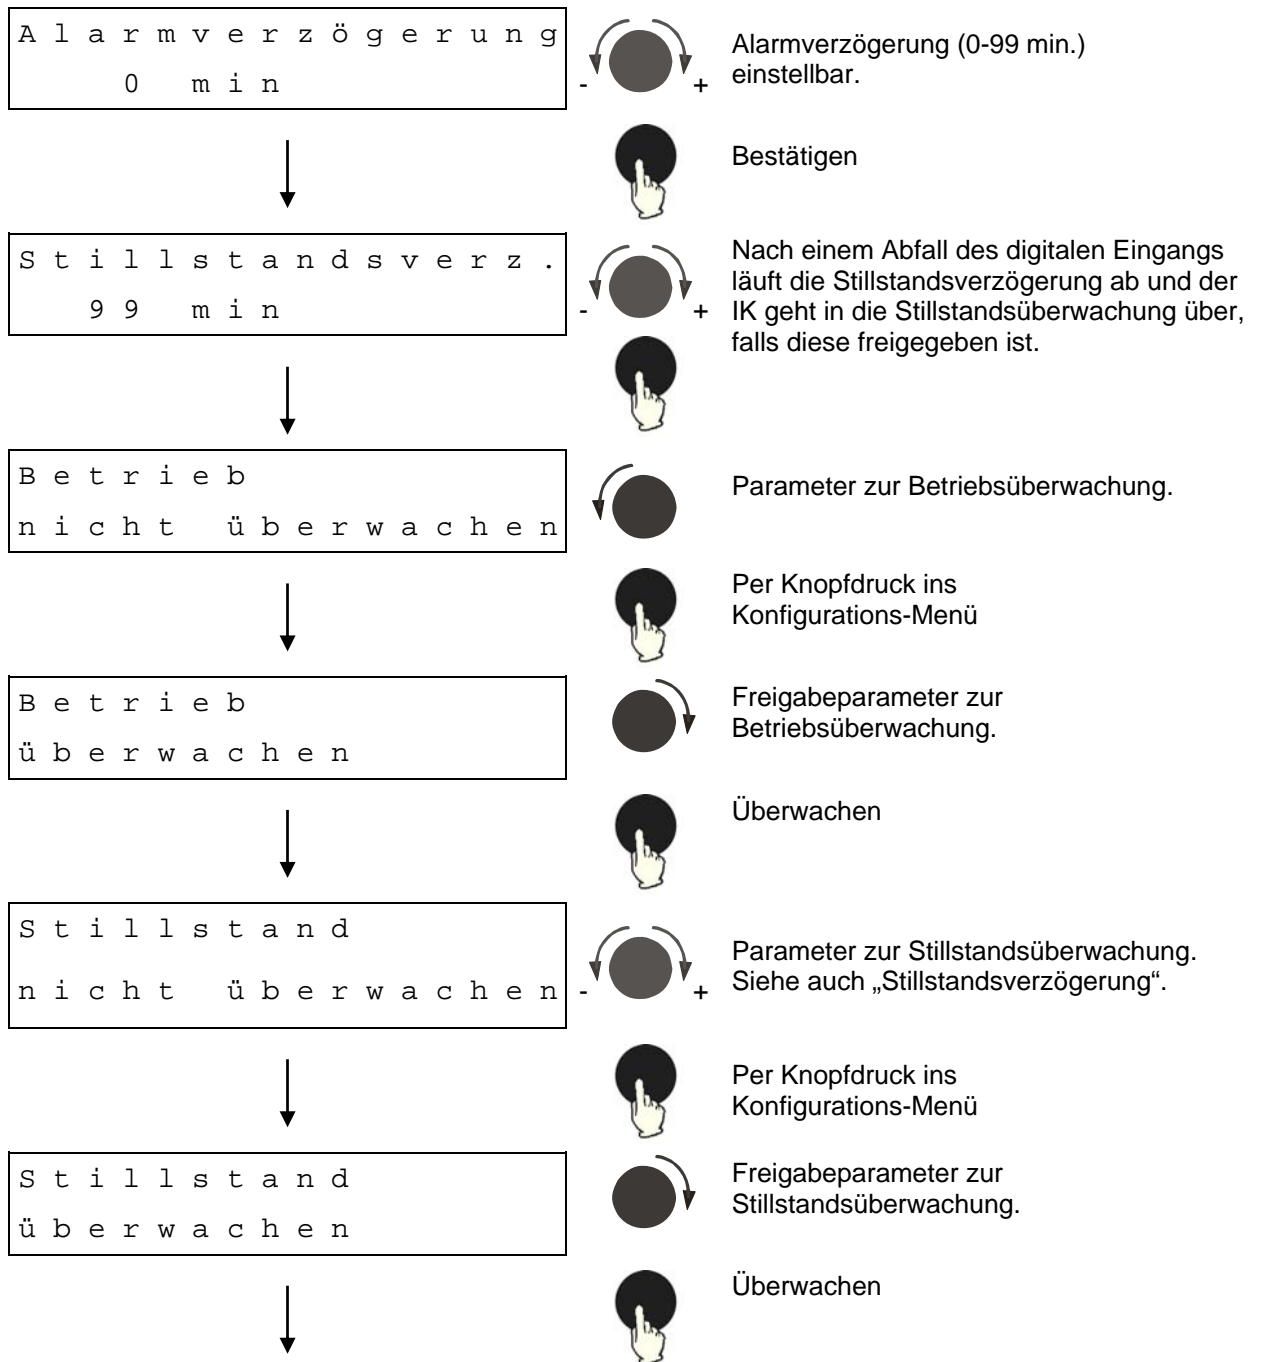 Alarmverzögerung
0 min
- +
Alarmverzögerung (0-99 min.)
einstellbar.
Bestätigen
Stillstandsverz.
99 min
- +
Nach einem Abfall des digitalen Eingangs
läuft die Stillstandsverzögerung ab und der
IK geht in die Stillstandsüberwachung über,
falls diese freigegeben ist.
Betrieb
nicht überwachen
Parameter zur Betriebsüberwachung.
Per Knopfdruck ins
Konfigurations-Menü
Betrieb
überwachen
Freigabeparameter zur
Betriebsüberwachung.
Überwachen
Stillstand
nicht überwachen
- +
Parameter zur Stillstandsüberwachung.
Siehe auch „Stillstandsverzögerung“.
Per Knopfdruck ins
Konfigurations-Menü
Stillstand
überwachen
Freigabeparameter zur
Stillstandsüberwachung.
Überwachen